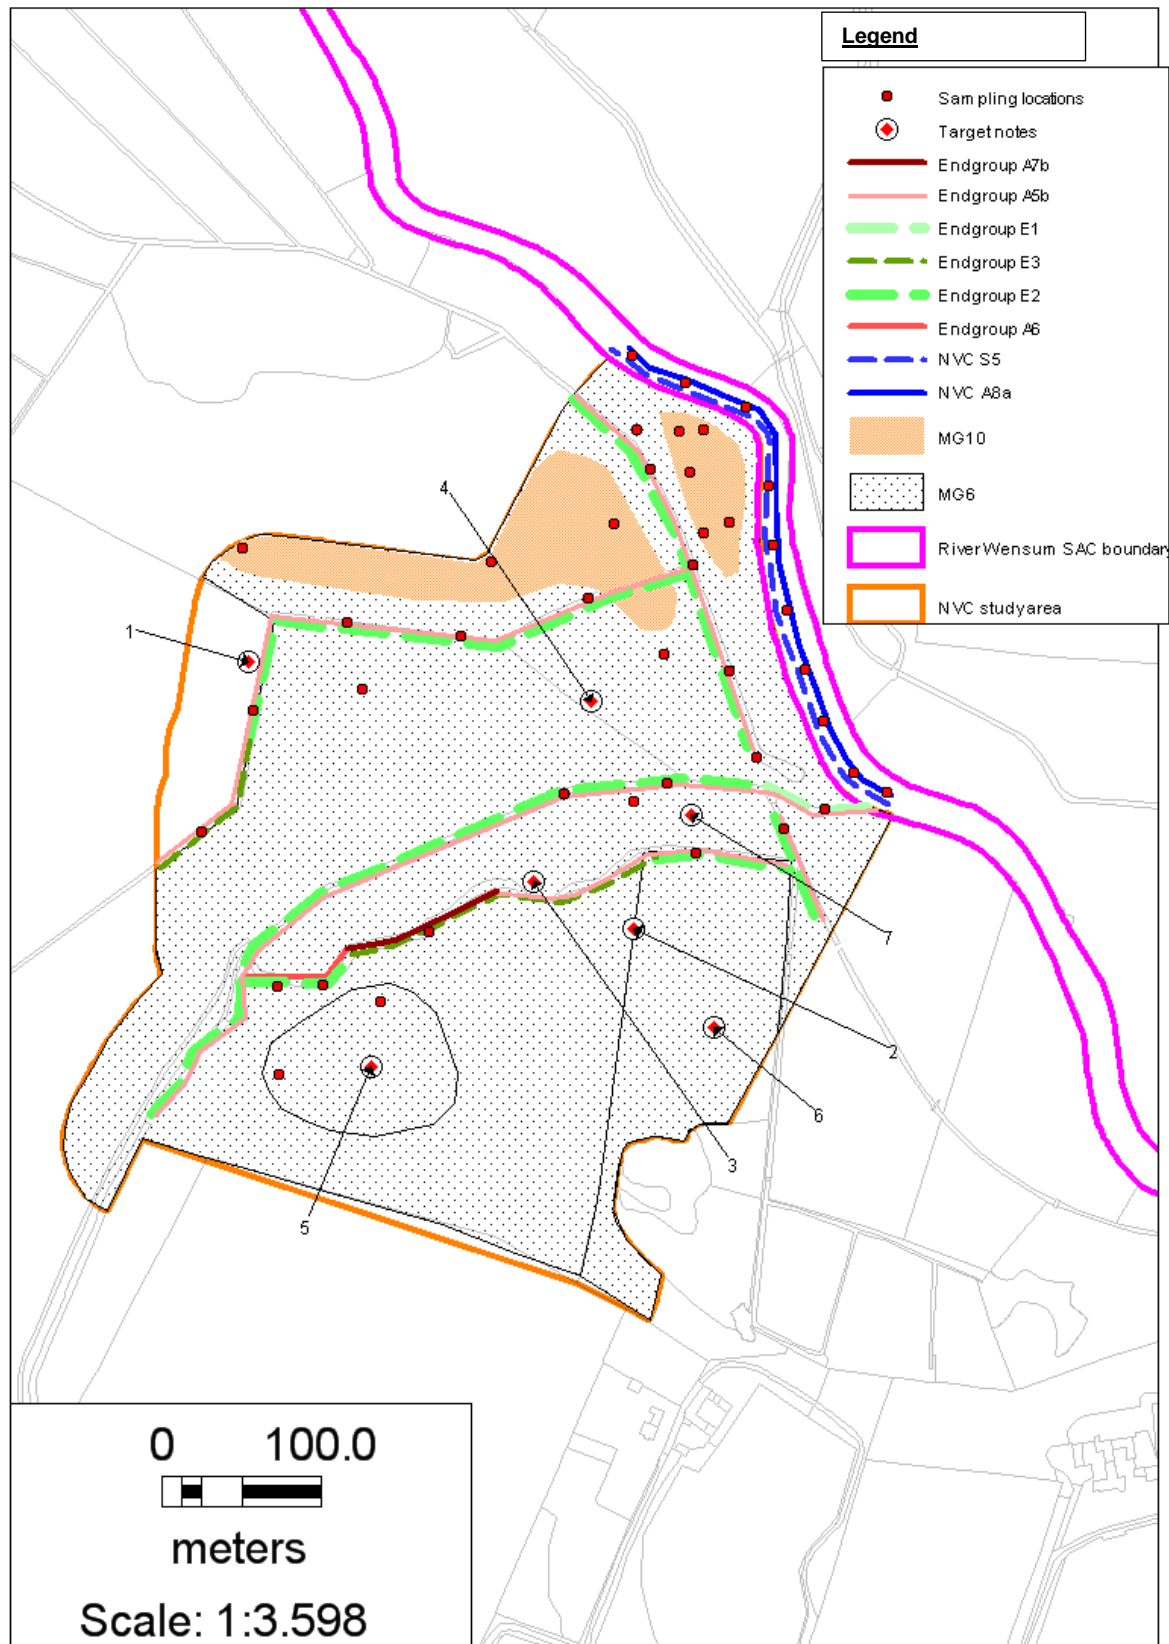 Legend
Sampling locations
Target notes
Endgroup A7b
Endgroup A5b
Endgroup E1
Endgroup E3
Endgroup E2
Endgroup A6
NVC S5
NVC A8a
MG10
MG6
River Wensum SAC boundary
NVC study area
4
1
7
2
6
3
5
0 100.0
meters
Scale: 1:3.598